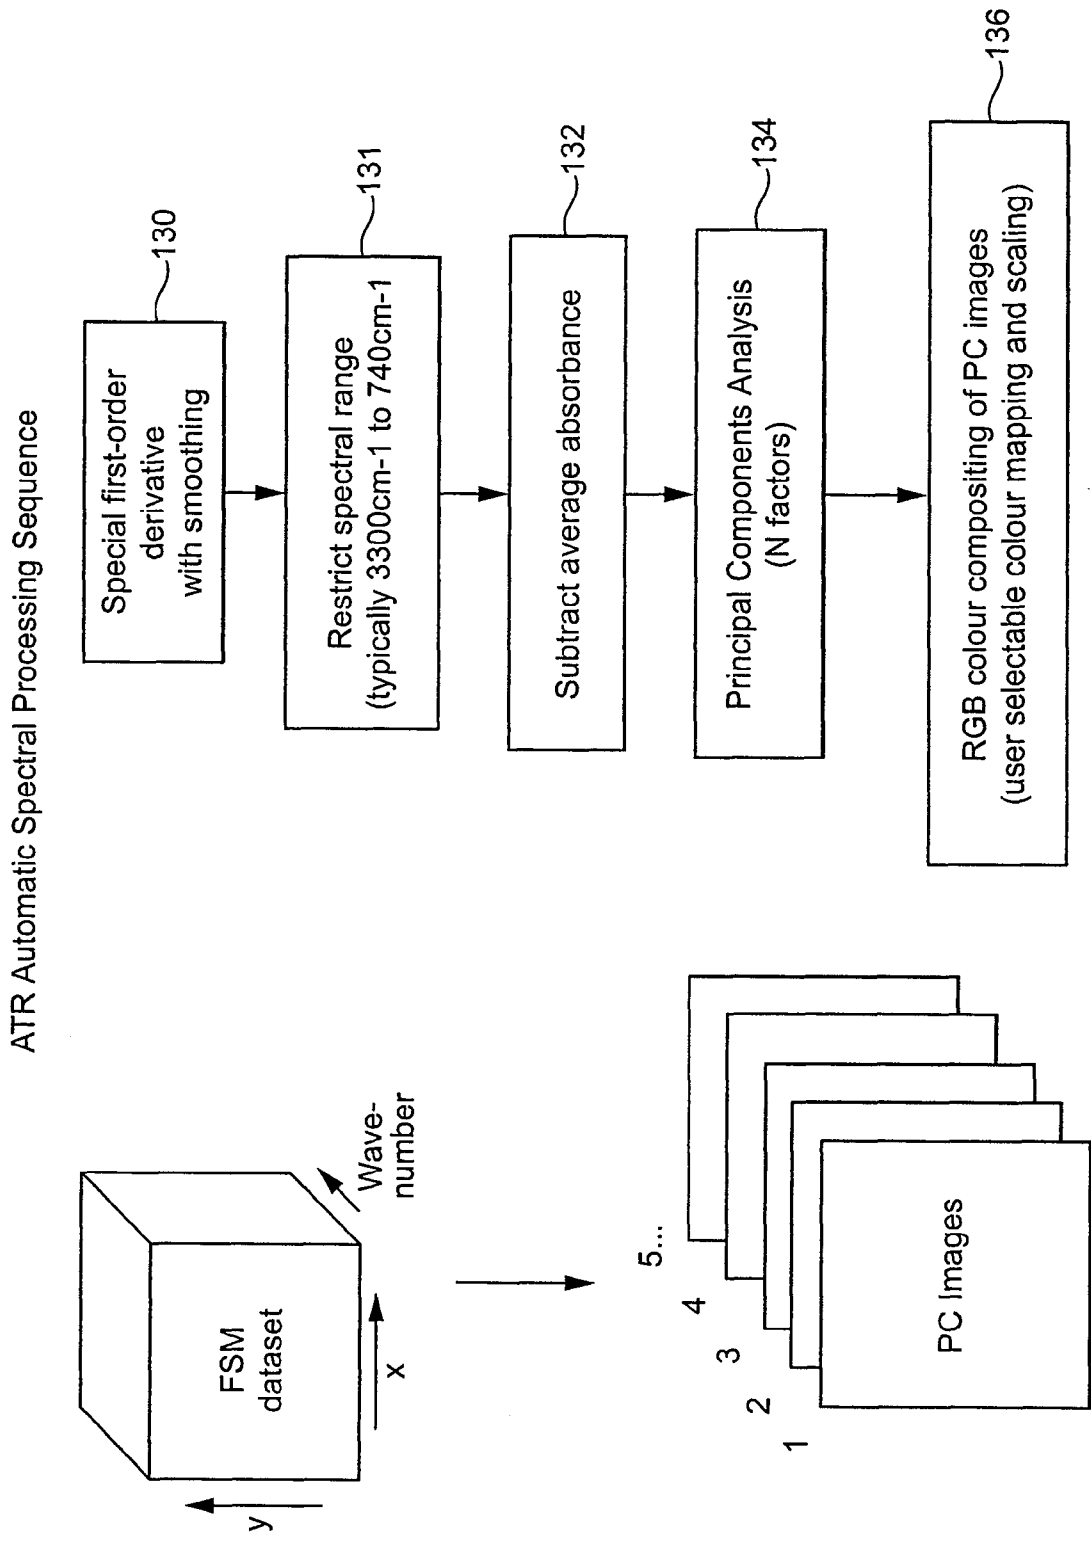 ATR Automatic Spectral Processing Sequence
FSM
dataset
y
x
Wave-
number
1
2
3
4
5...
PC Images
Special first-order
derivative
with smoothing
130
Restrict spectral range
(typically 3300cm-1 to 740cm-1
131
Subtract average absorbance
132
Principal Components Analysis
(N factors)
134
RGB colour compositing of PC images
(user selectable colour mapping and scaling)
136